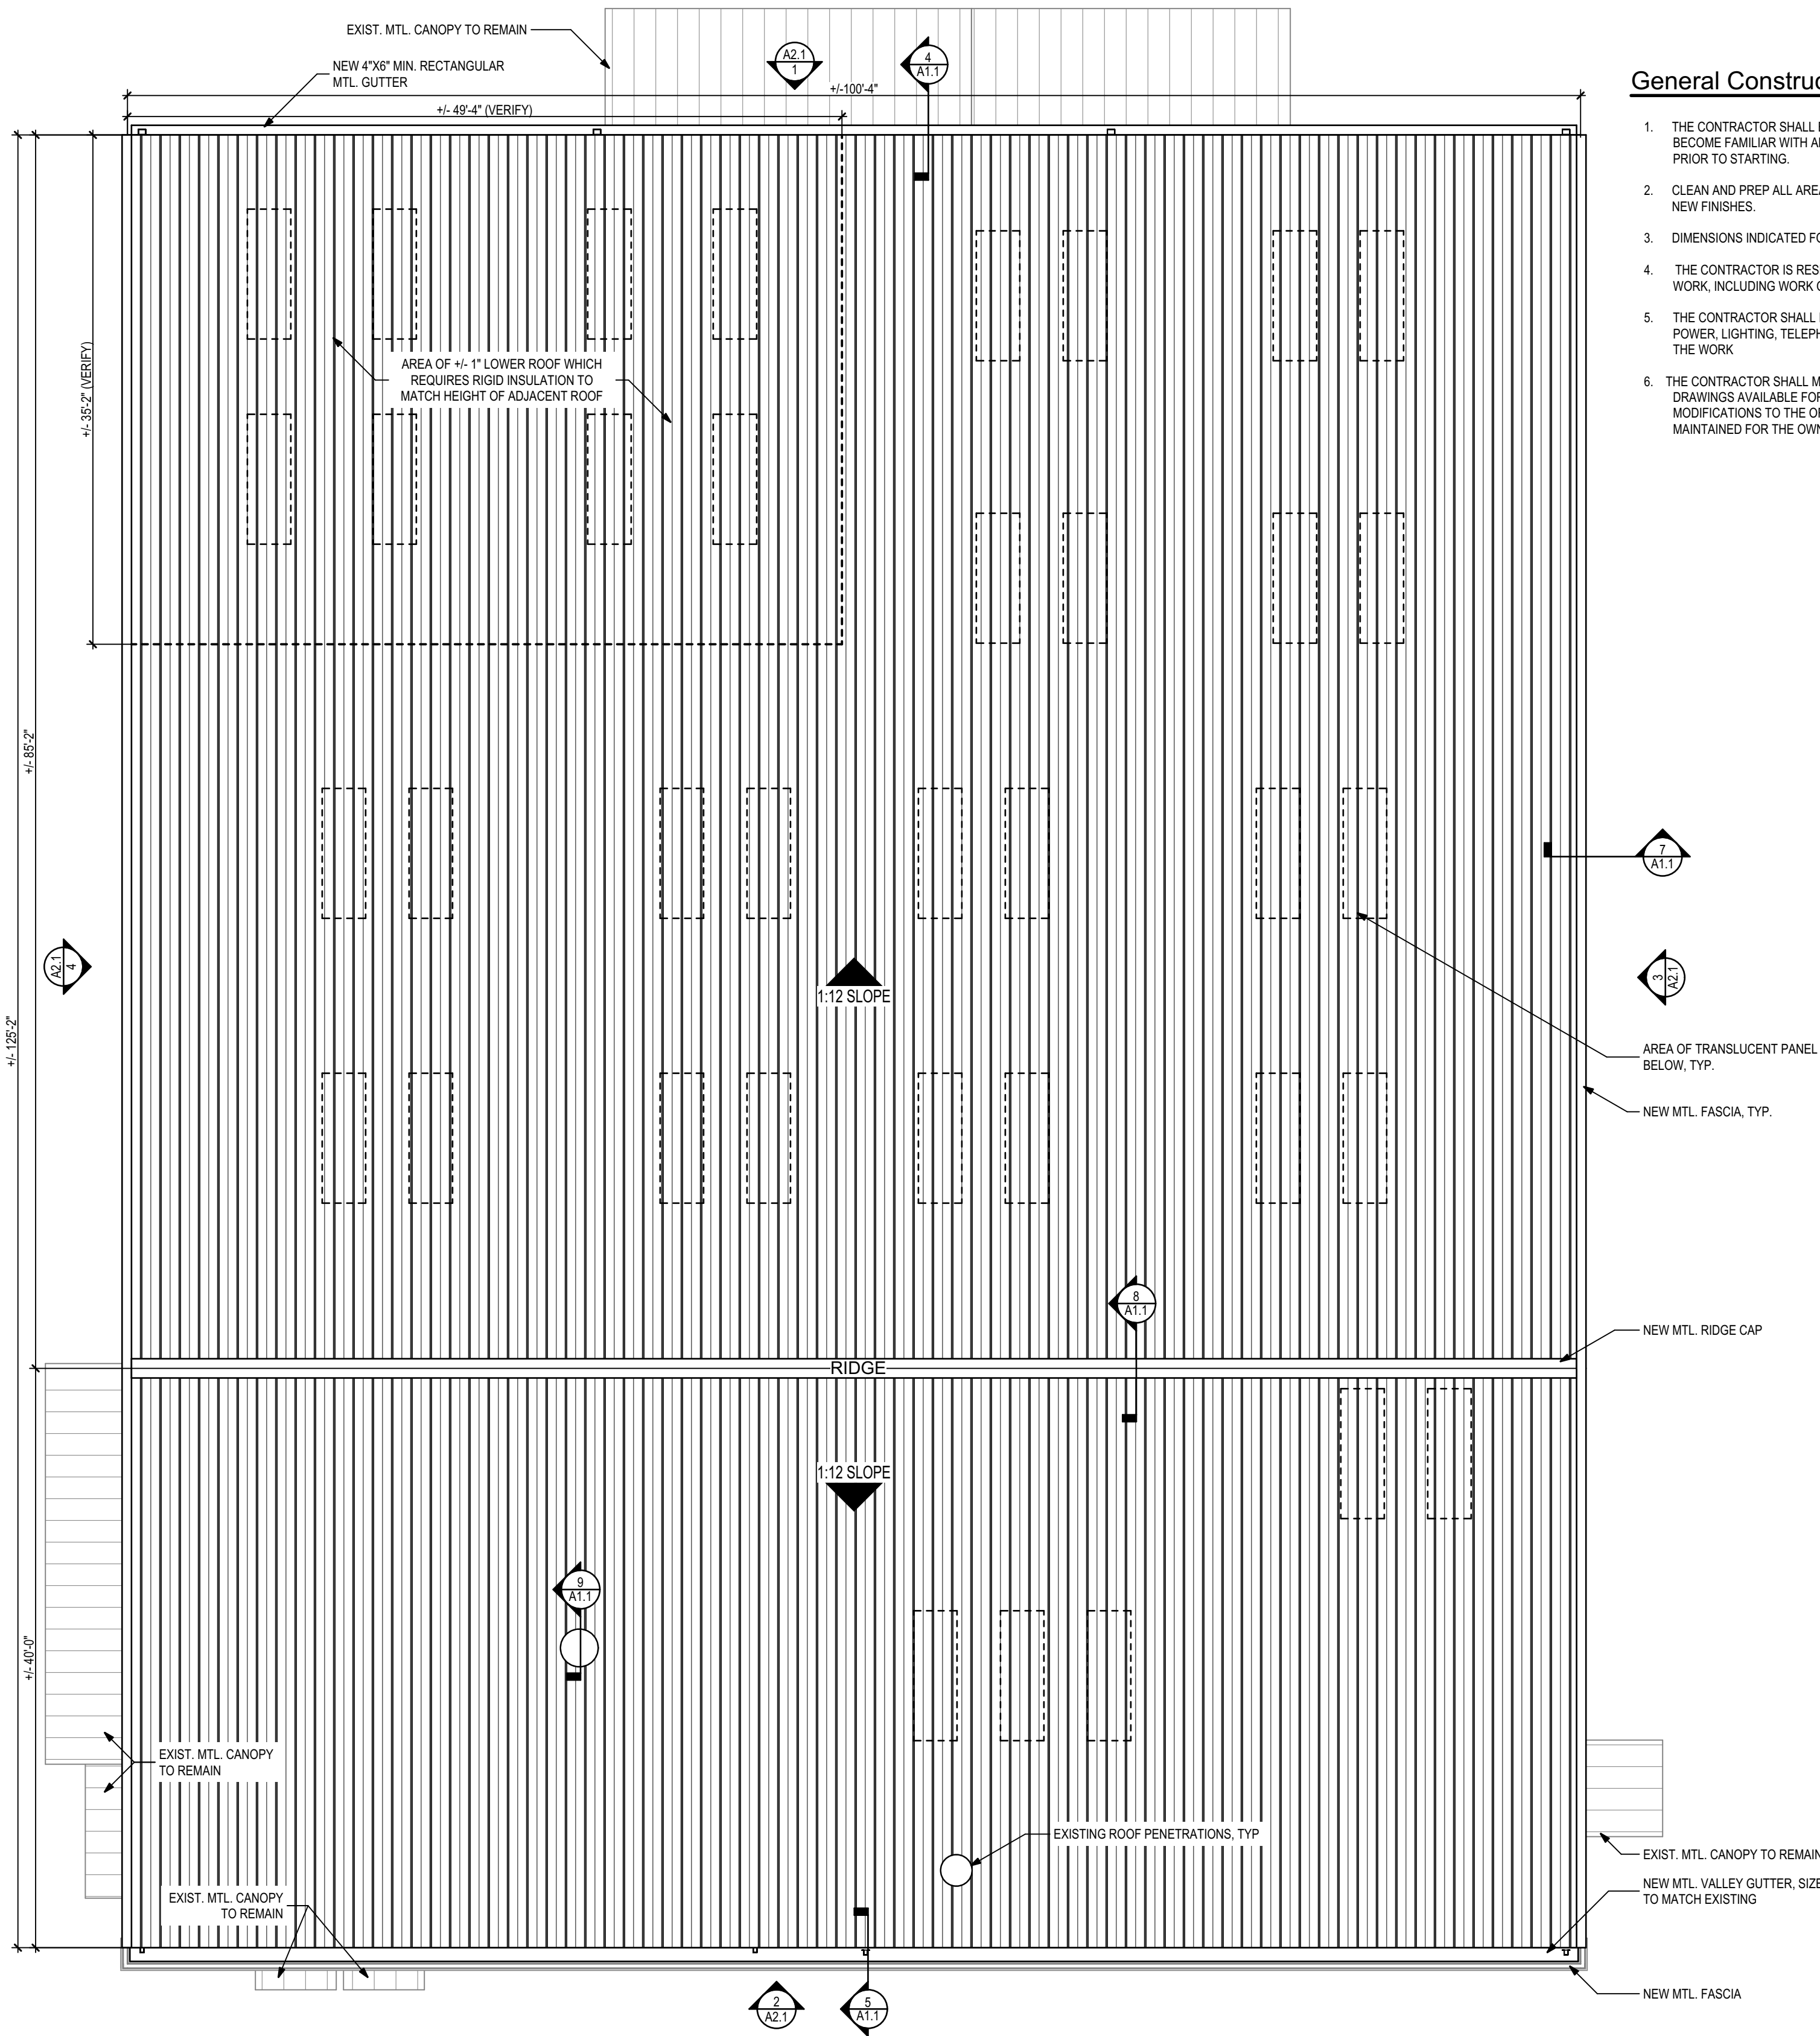 EXIST. MTL. CANOPY TO REMAIN
NEW 4"X6" MIN. RECTANGULAR
MTL. GUTTER
A2.1
1
4
A1.1
+/-100'-4"
+/- 49'-4" (VERIFY)
General Construc
1. THE CONTRACTOR SHALL
BECOME FAMILIAR WITH
PRIOR TO STARTING.
2. CLEAN AND PREP ALL
NEW FINISHES.
3. DIMENSIONS INDICATED
4. THE CONTRACTOR IS
WORK, INCLUDING WORK
5. THE CONTRACTOR SHALL
POWER, LIGHTING,
THE WORK
6. THE CONTRACTOR SHALL
DRAWINGS AVAILABLE
MODIFICATIONS TO THE
MAINTAINED FOR THE
+/- 35'-2" (VERIFY)
AREA OF +/- 1" LOWER ROOF WHICH
REQUIRES RIGID INSULATION TO
MATCH HEIGHT OF ADJACENT ROOF
+/- 85'-2"
7
A1.1
A2.1
4
3
A2.1
1:12 SLOPE
+/- 125'-2"
AREA OF TRANSLUCENT PANEL
BELOW, TYP.
NEW MTL. FASCIA, TYP.
8
A1.1
NEW MTL. RIDGE CAP
RIDGE
1:12 SLOPE
9
A1.1
+/- 40'-0"
EXIST. MTL. CANOPY
TO REMAIN
EXISTING ROOF PENETRATIONS, TYP
EXIST. MTL. CANOPY TO REMAIN
NEW MTL. VALLEY GUTTER, SIZE
TO MATCH EXISTING
EXIST. MTL. CANOPY
TO REMAIN
NEW MTL. FASCIA
2
A2.1
5
A1.1